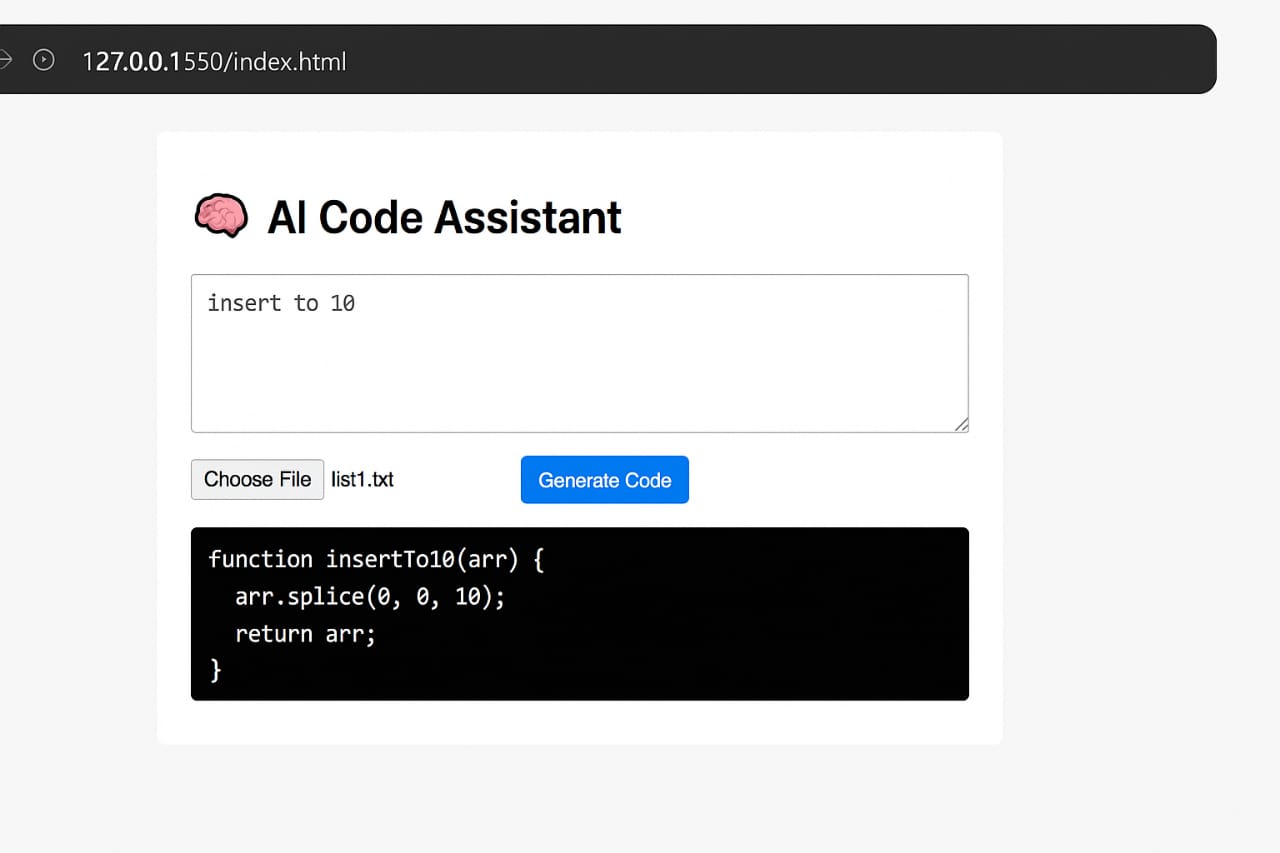 127.0.0.1550/index.html
AI Code Assistant
insert to 10
Choose File list1.txt Generate Code
function insertTo10(arr) {
  arr.splice(0, 0, 10);
  return arr;
}